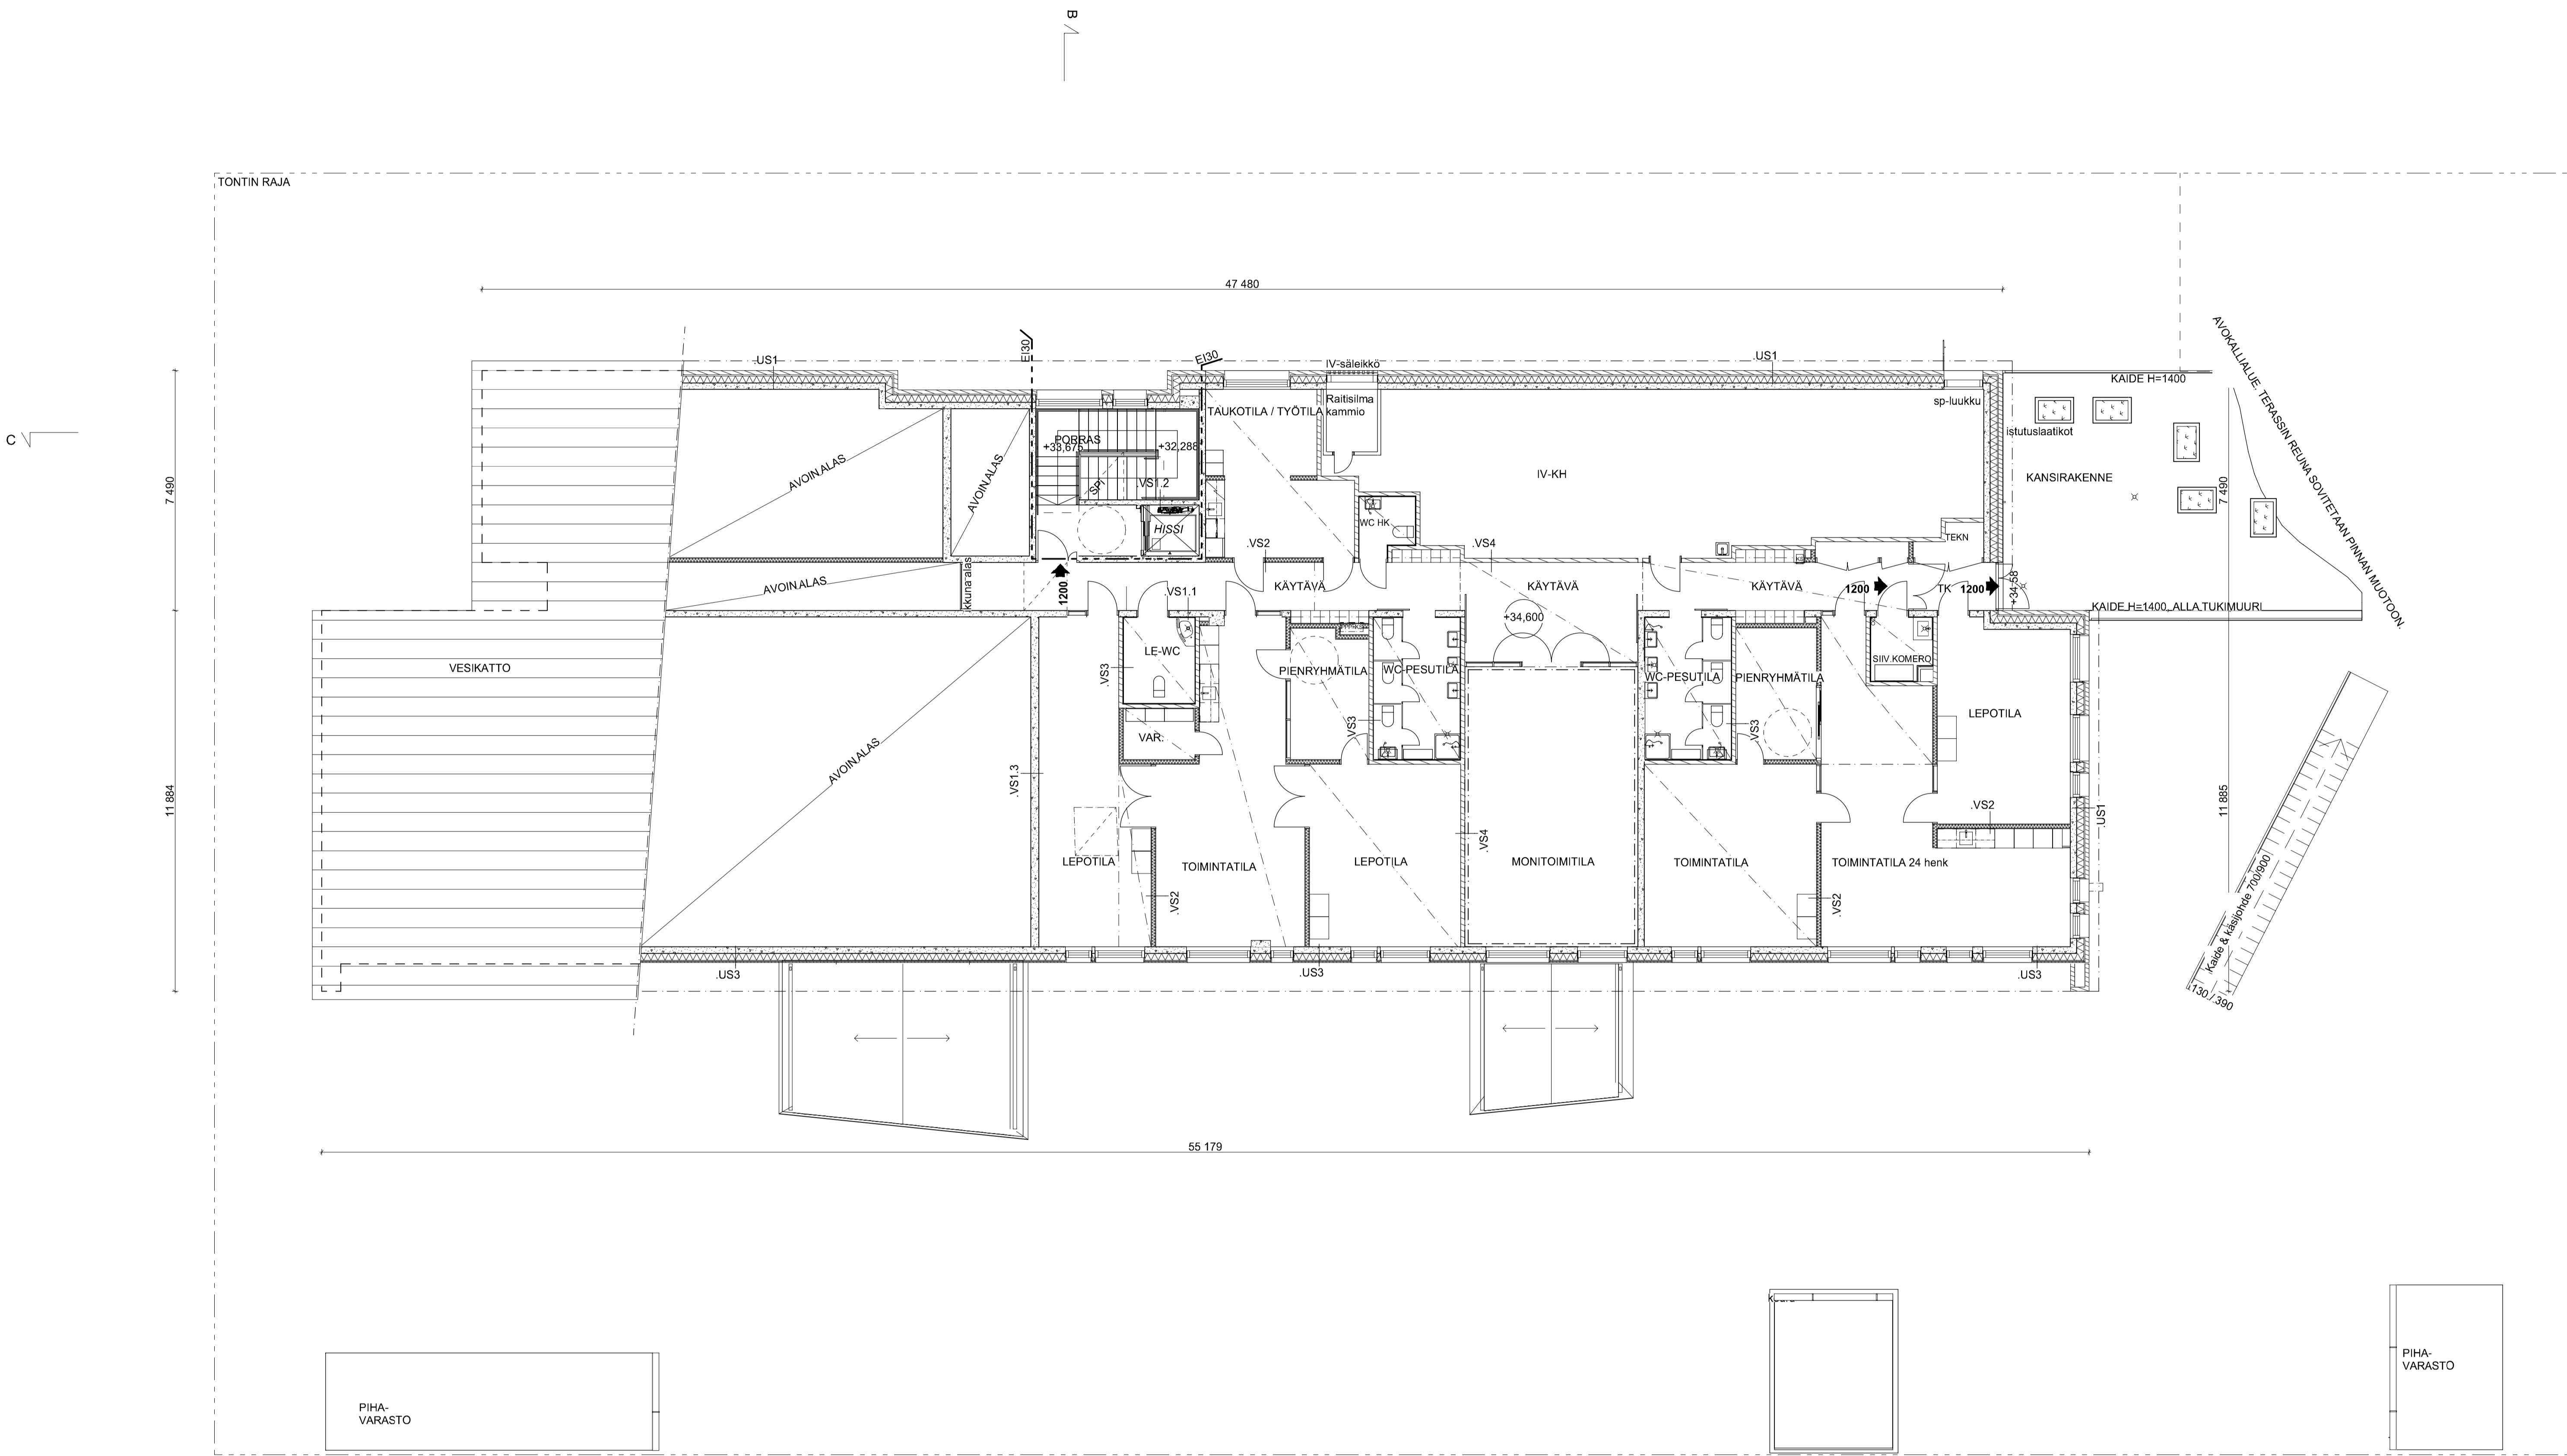 B
TONTIN RAJA
47 480
AVOKALLIALUE. TERASSIN REUNA SOVITETAAN PINNAN MUOTOON.
EI30
EI30
.US1
IV-säleikkö
.US1
KAIDE H=1400
Raitisilma
kammio
TAUKOTILA / TYÖTILA
sp-luukku
istutuslaatikot
C
PORRAS
+33,675
+32,288
AVOIN ALAS
AVOIN ALAS
SPI
.VS1.2
IV-KH
KANSIRAKENNE
7 490
7 490
HISSI
WC HK
TEKN
.VS2
.VS4
AVOIN ALAS
ikkuna alas
1200
KÄYTÄVÄ
KÄYTÄVÄ
KÄYTÄVÄ
1200
TK
1200
+34,58
.VS1.1
KAIDE H=1400, ALLA TUKIMUURI
+34,600
VESIKATTO
LE-WC
.VS3
PIENRYHMÄTILA
WC-PESUTILA
WC-PESUTILA
PIENRYHMÄTILA
SIIV.KOMERO
LEPOTILA
.VS3
.VS3
VAR.
AVOIN ALAS
.VS1.3
11 884
11 885
.VS2
.US1
.VS4
LEPOTILA
TOIMINTATILA
LEPOTILA
MONITOIMITILA
TOIMINTATILA
TOIMINTATILA 24 henk
.VS2
.VS2
Kaide & käsijohde 700/900
130 / 390
.US3
.US3
.US3
55 179
PIHA-
VARASTO
PIHA-
VARASTO